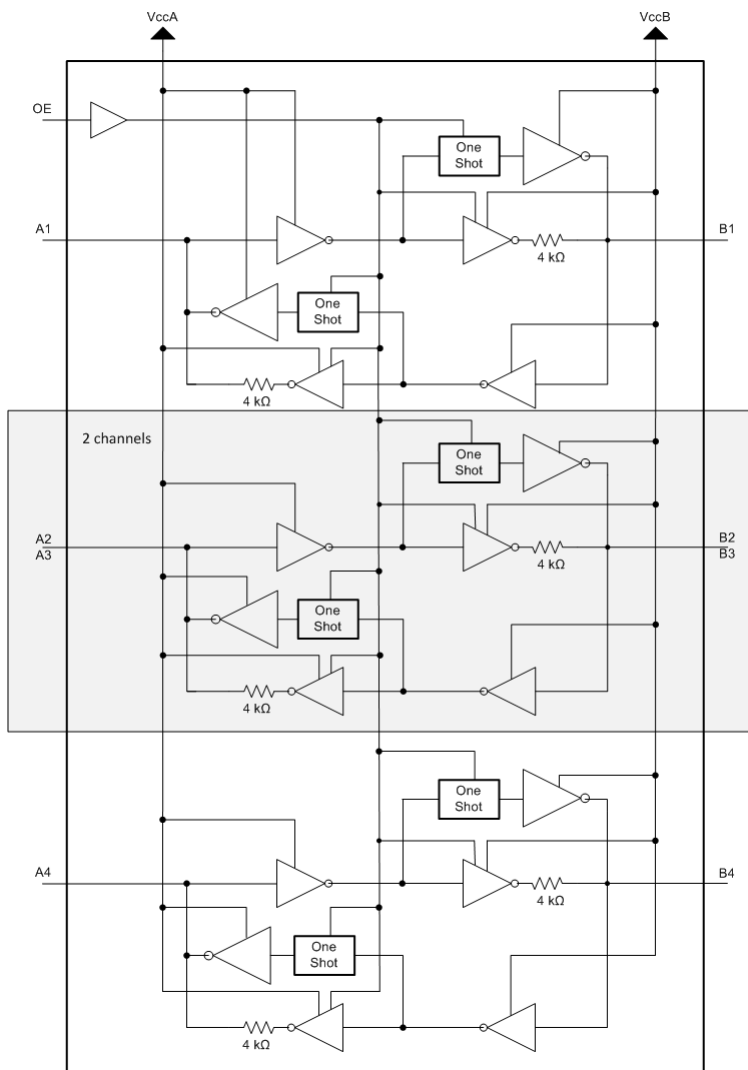 VccA
VccB
OE
One
Shot
A1
B1
4 kΩ
One
Shot
4 kΩ
2 channels
One
Shot
A2
A3
B2
B3
4 kΩ
One
Shot
4 kΩ
One
Shot
A4
B4
4 kΩ
One
Shot
4 kΩ